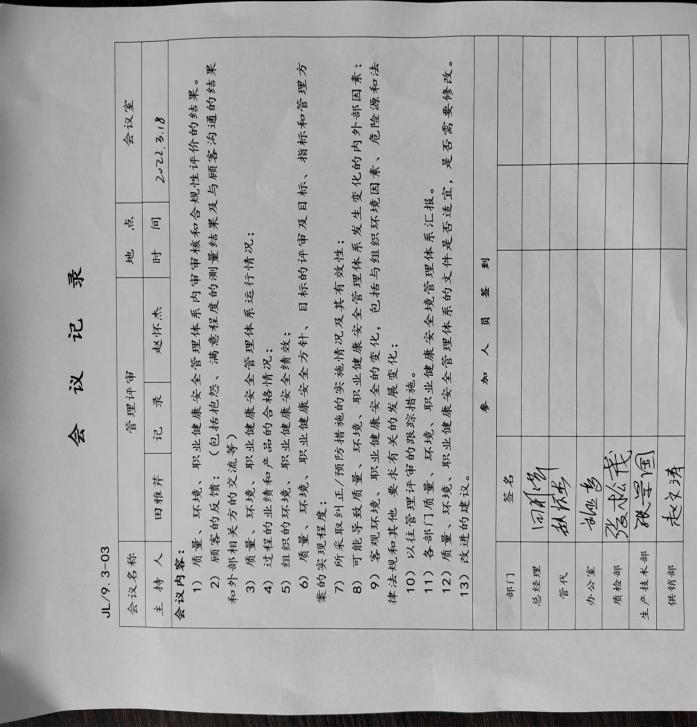 会 议 记 录
JL/9.3-03
会议名称 管理评审 地 点 会议室
主 持 人 田雅芹 记 录 赵怀杰 时 间 2022.3.18
会议内容:
1)质量、环境、职业健康安全管理体系内审审核和合规性评价的结果。
2)顾客的反馈;(包括抱怨、满意程度的测量结果及与顾客沟通的结果
和外部相关方的交流等)
3)质量、环境、职业健康安全管理体系运行情况;
4)过程的业绩和产品的合格情况;
5)组织的环境、职业健康安全绩效;
6)质量、环境、职业健康安全方针、目标的评审及目标、指标和管理方
案的实现程度;
7)所采取纠正/预防措施的实施情况及其有效性;
8)可能导致质量、环境、职业健康安全管理体系发生变化的内外部因素;
9)客观环境、职业健康安全的变化,包括与组织环境因素、危险源和法
律法规和其他要求有关的发展变化;
10)以往管理评审的跟踪措施。
11)各部门质量、环境、职业健康安全境管理体系汇报。
12)质量、环境、职业健康安全管理体系的文件是否适宜,是否需要修改。
13)改进的建议。
参 加 人 员 签 到
部门 签名
总经理
管代
办公室
质检部 张松茂
生产技术部
供销部 赵文涛